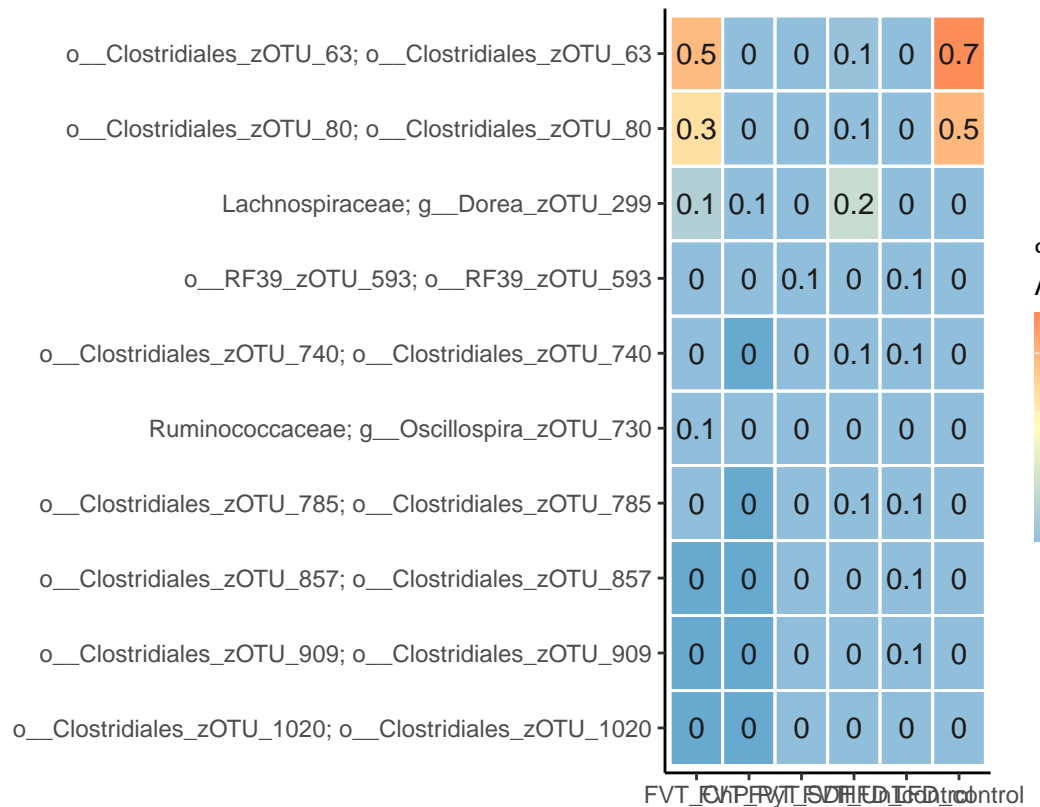 o__Clostridiales_zOTU_63; o__Clostridiales_zOTU_63 0.5 0 0 0.1 0 0.7
o__Clostridiales_zOTU_80; o__Clostridiales_zOTU_80 0.3 0 0 0.1 0 0.5
Lachnospiraceae; g__Dorea_zOTU_299 0.1 0.1 0 0.2 0 0
o__RF39_zOTU_593; o__RF39_zOTU_593 0 0 0.1 0 0.1 0
o__Clostridiales_zOTU_740; o__Clostridiales_zOTU_740 0 0 0 0.1 0.1 0
Ruminococcaceae; g__Oscillospira_zOTU_730 0.1 0 0 0 0 0
o__Clostridiales_zOTU_785; o__Clostridiales_zOTU_785 0 0 0 0.1 0.1 0
o__Clostridiales_zOTU_857; o__Clostridiales_zOTU_857 0 0 0 0 0.1 0
o__Clostridiales_zOTU_909; o__Clostridiales_zOTU_909 0 0 0 0 0.1 0
o__Clostridiales_zOTU_1020; o__Clostridiales_zOTU_1020 0 0 0 0 0 0